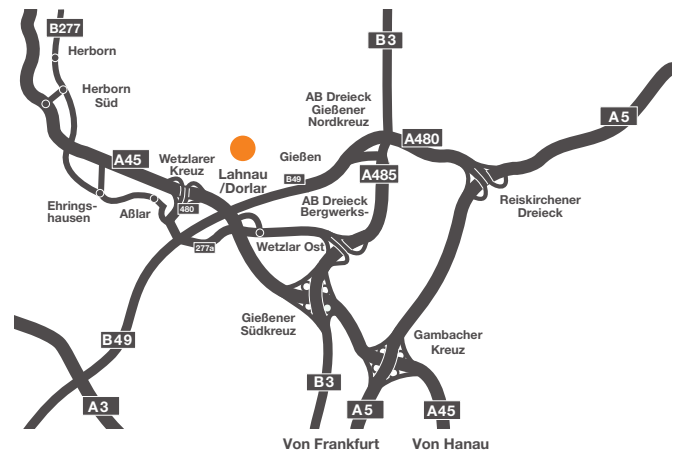 B277
Herborn
Herborn
Süd
B3
AB Dreieck
Gießener
Nordkreuz
A480
A5
A45
Wetzlarer
Kreuz
Gießen
Lahnau
/Dorlar
B49
A485
AB Dreieck
Bergwerks-
Reiskirchener
Dreieck
Ehrings-
hausen
Aßlar
480
277a
Wetzlar Ost
Gießener
Südkreuz
Gambacher
Kreuz
B49
A3
B3
A5
A45
Von Frankfurt
Von Hanau